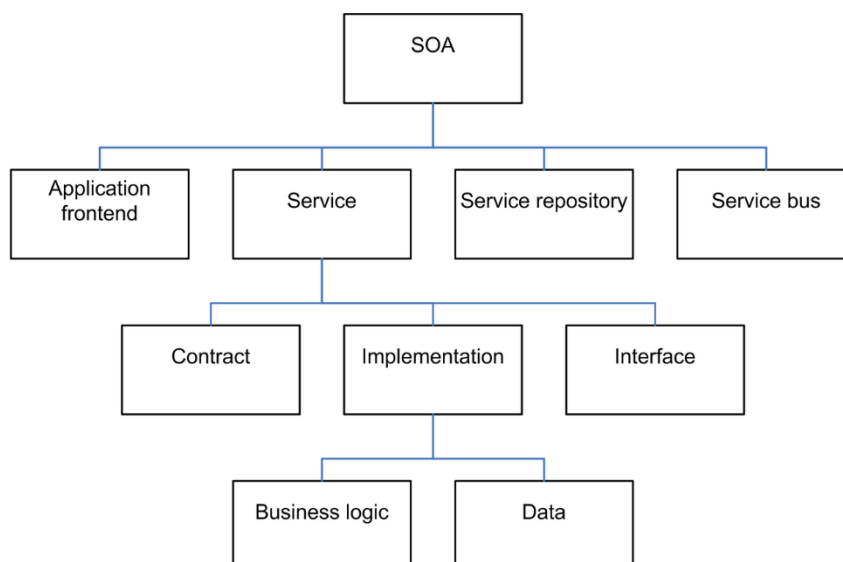 SOA
Application
frontend
Service
Service repository
Service bus
Contract
Implementation
Interface
Business logic
Data